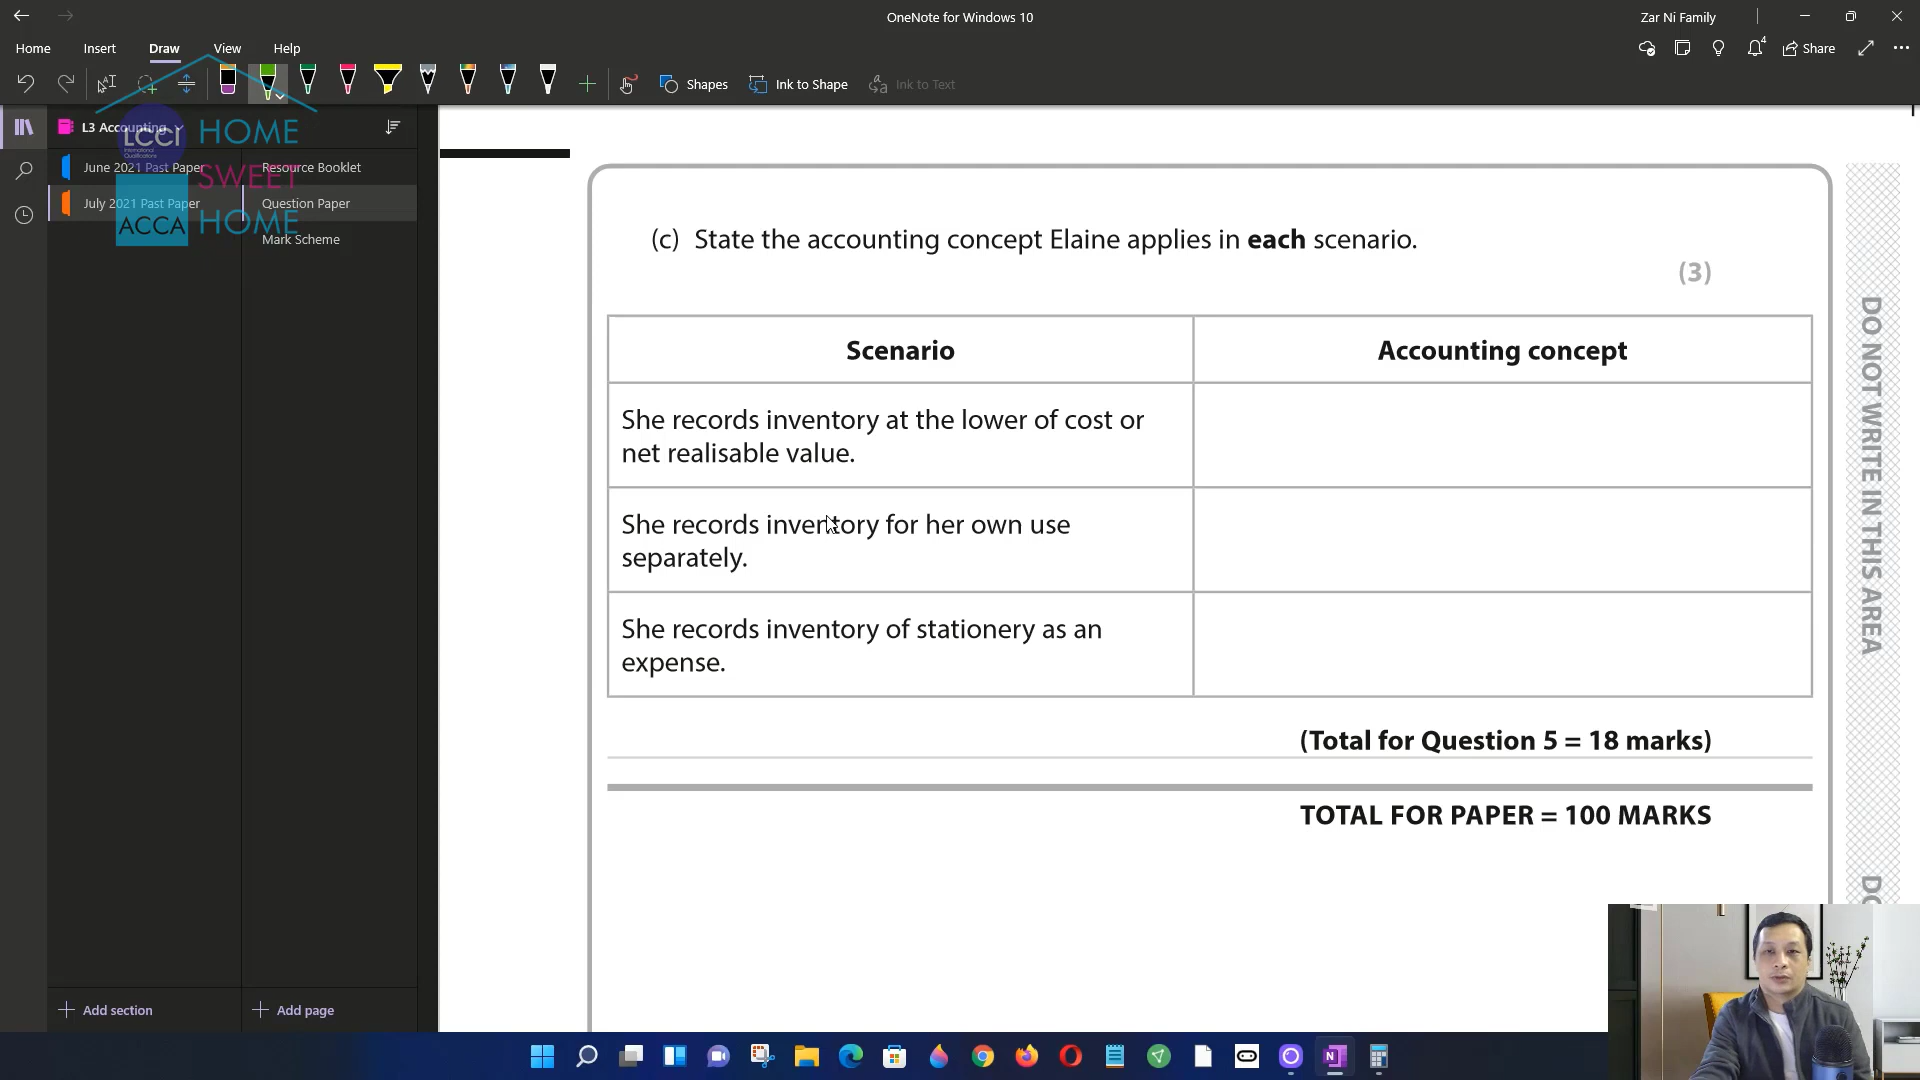 OneNote for Windows 10
Zar Ni Family
Home
Insert
Draw
View
Help
4
Share
Shapes
Ink to Shape
Ink to Text
L3 Accounting
LCCI
International
Qualifications
HOME
SWEET
HOME
ACCA
June 2021 Past Paper
July 2021 Past Paper
Resource Booklet
Question Paper
Mark Scheme
(c) State the accounting concept Elaine applies in each scenario.
(3)
Scenario
Accounting concept
She records inventory at the lower of cost or
net realisable value.
She records inventory for her own use
separately.
She records inventory of stationery as an
expense.
(Total for Question 5 = 18 marks)
TOTAL FOR PAPER = 100 MARKS
DO NOT WRITE IN THIS AREA
Add section
Add page